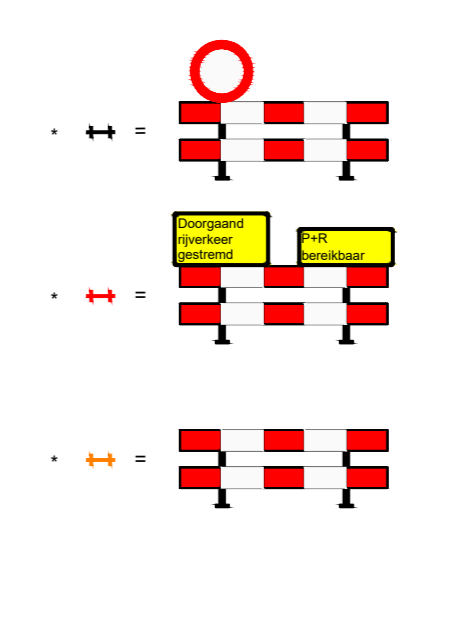 * =
Doorgaand
rijverkeer
gestremd
P+R
bereikbaar
* =
* =